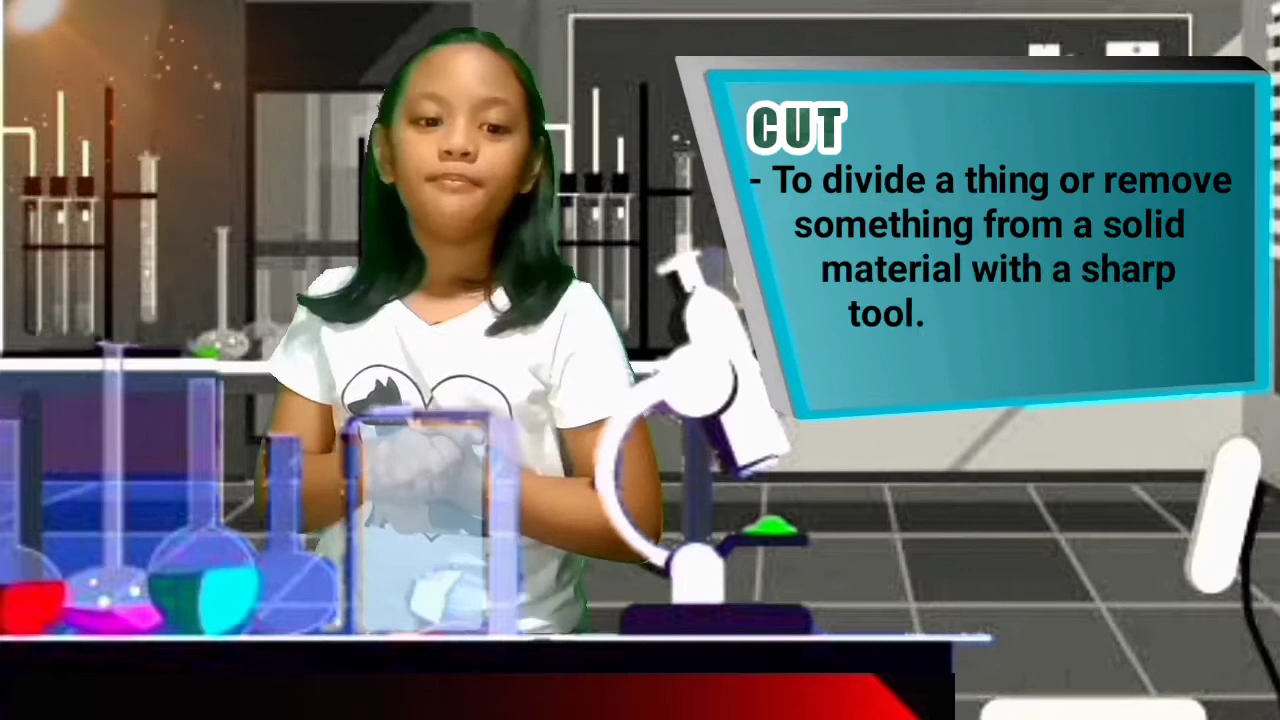 CUT
- To divide a thing or remove
something from a solid
material with a sharp
tool.